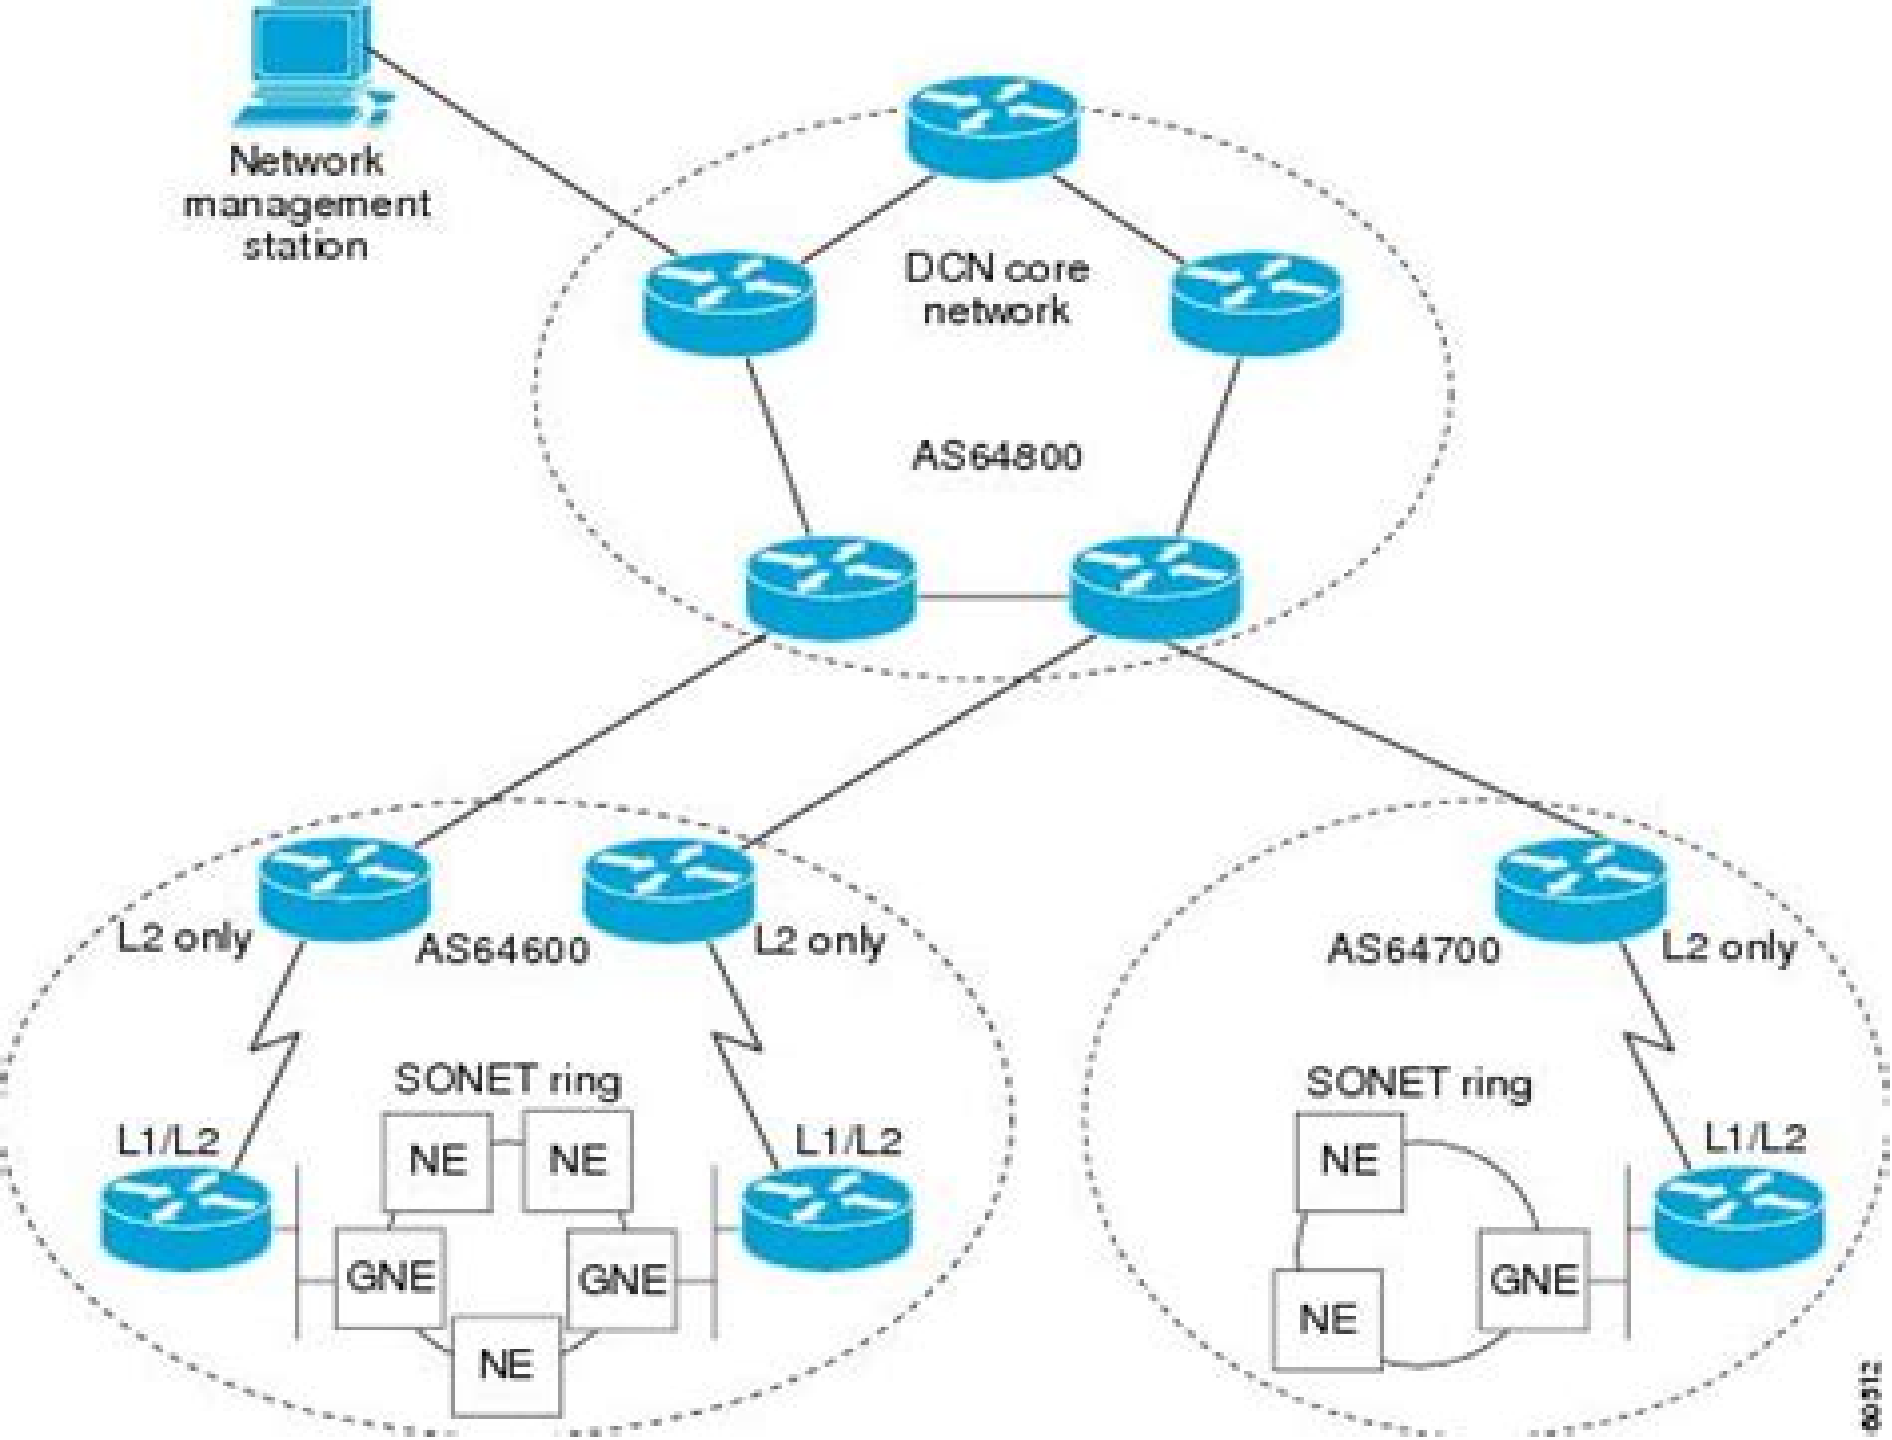 Network
management
station
DCN core
network
AS64800
L2 only
AS64600
L2 only
AS64700
L2 only
SONET ring
SONET ring
L1/L2
NE
NE
L1/L2
NE
L1/L2
GNE
GNE
GNE
NE
NE